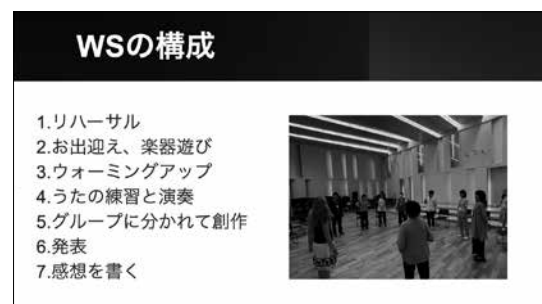 WSの構成
1.リハーサル
2.お出迎え、楽器遊び
3.ウォーミングアップ
4.うたの練習と演奏
5.グループに分かれて創作
6.発表
7.感想を書く